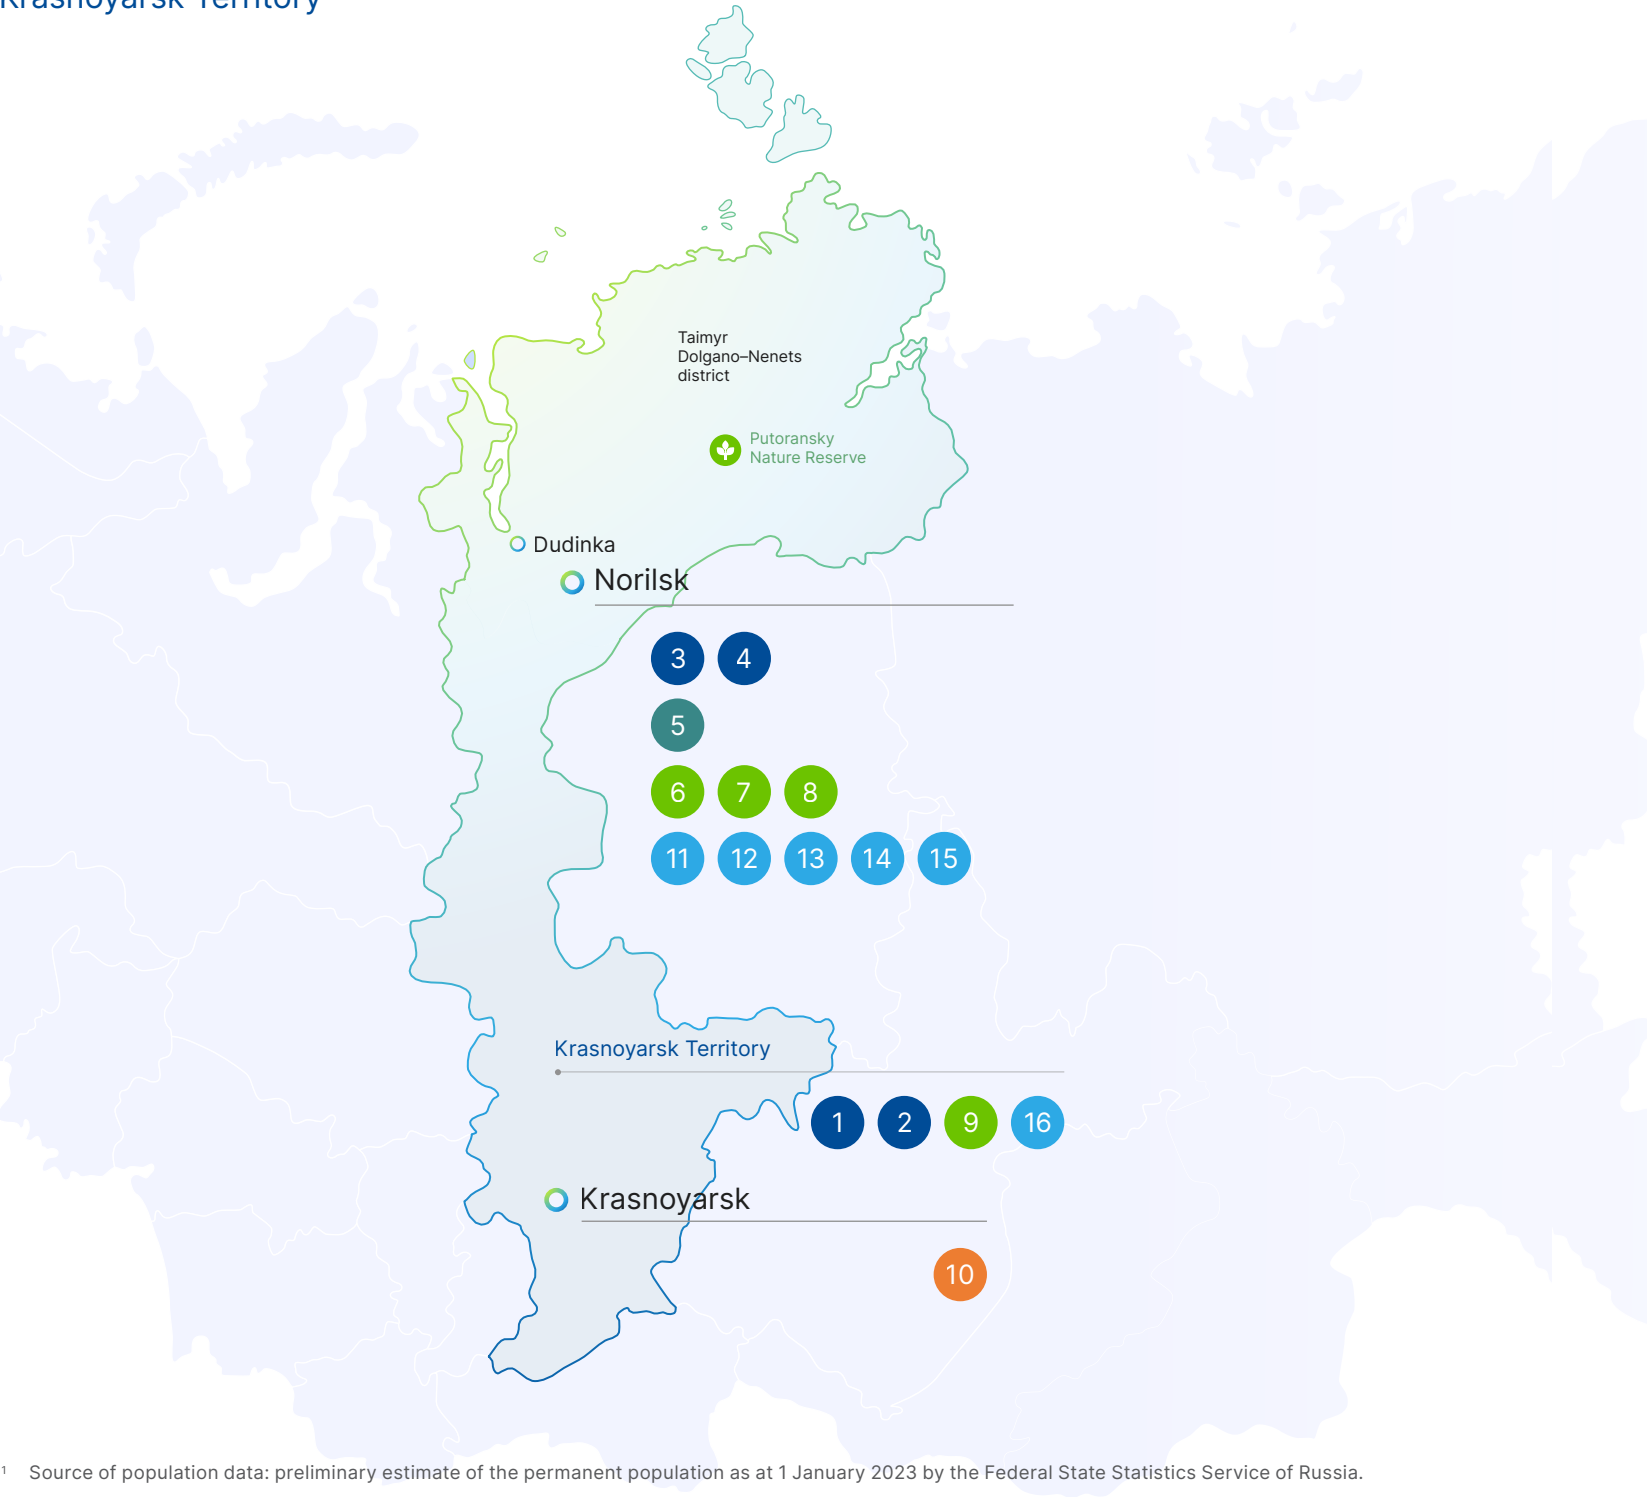 Krasnoyarsk Territory
Taimyr
Dolgano–Nenets
district
Putoransky
Nature Reserve
Dudinka
Norilsk
3 4
5
6 7 8
11 12 13 14 15
Krasnoyarsk Territory
1 2 9 16
Krasnoyarsk
10
1 Source of population data: preliminary estimate of the permanent population as at 1 January 2023 by the Federal State Statistics Service of Russia.